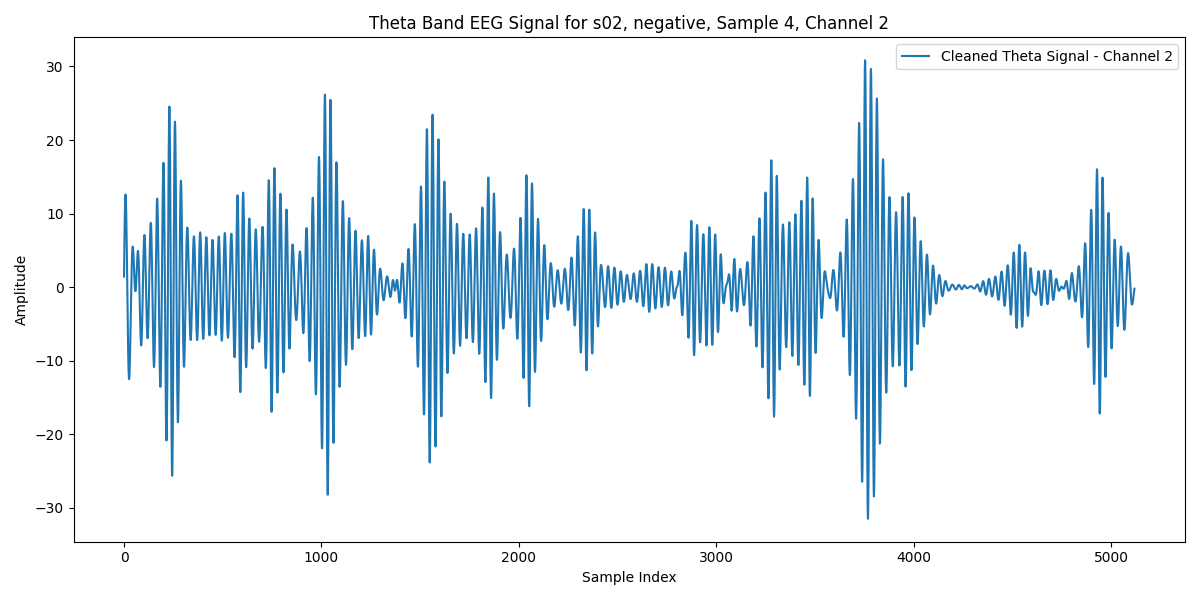 Theta Band EEG Signal for s02, negative, Sample 4, Channel 2
Cleaned Theta Signal - Channel 2
Amplitude
30
20
10
0
−10
−20
−30
0 1000 2000 3000 4000 5000
Sample Index